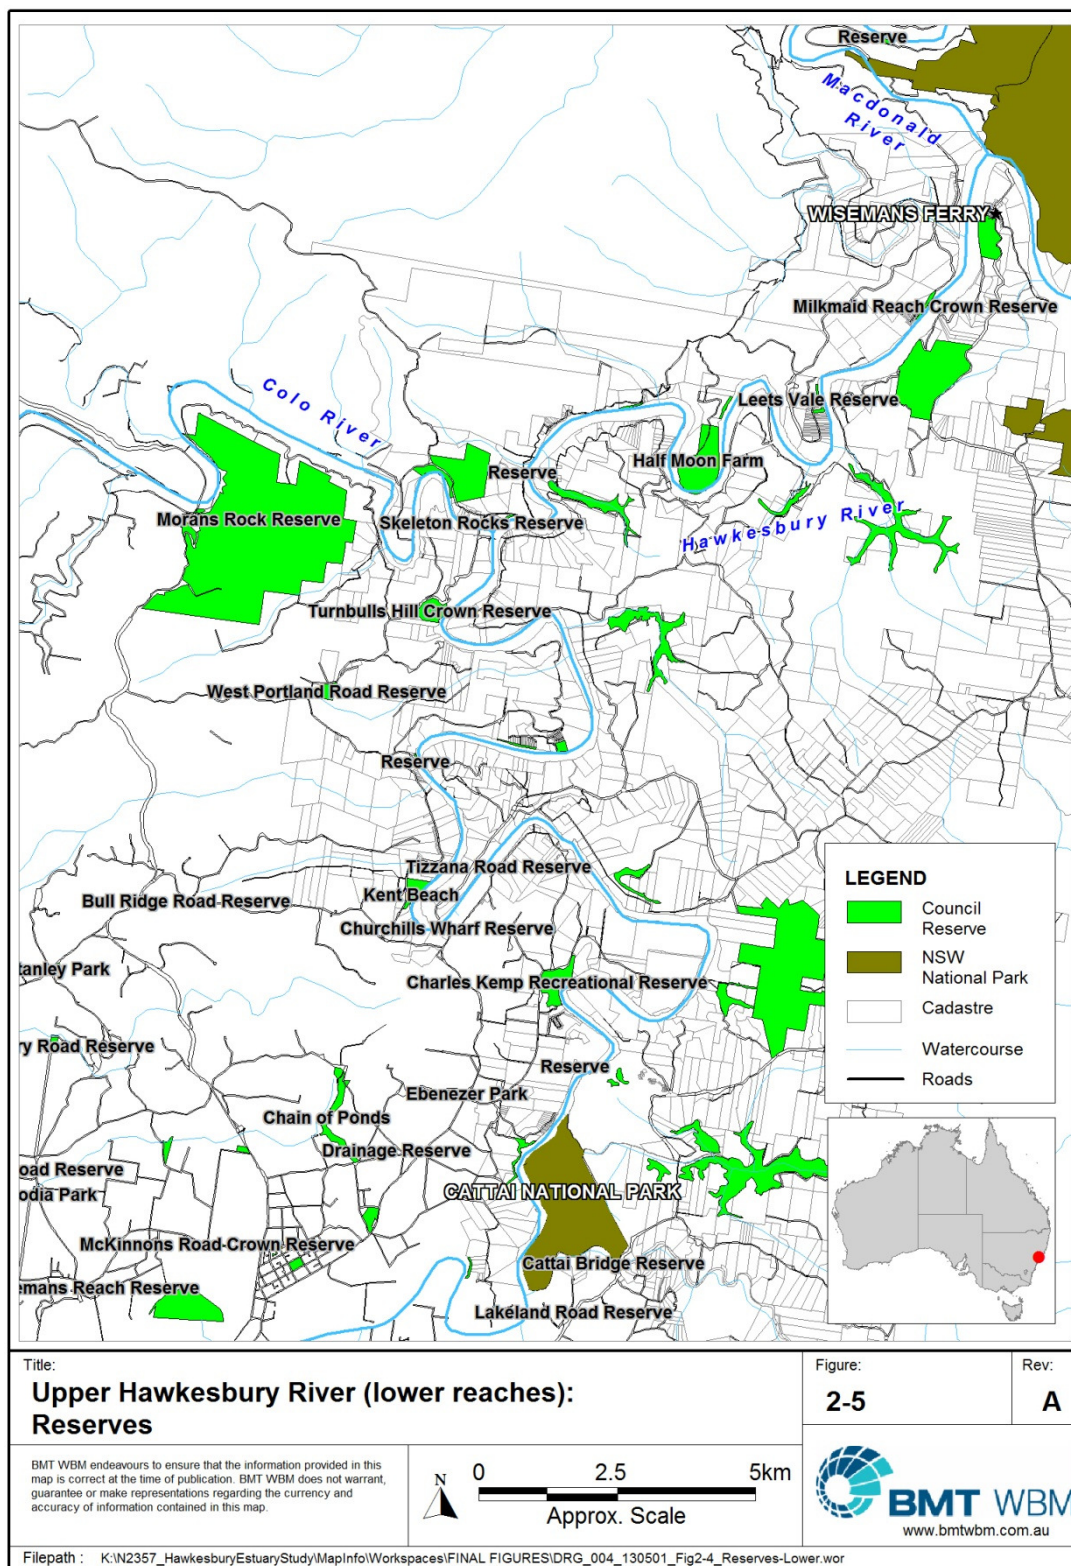 Reserve
Macdonald
River
WISEMANS FERRY
Milkmaid Reach Crown Reserve
Colo River
Leets Vale Reserve
Half Moon Farm
Reserve
Morans Rock Reserve
Skeleton Rocks Reserve
Hawkesbury River
Turnbulls Hill Crown Reserve
West Portland Road Reserve
Reserve
Tizzana Road Reserve
Kent Beach
Bull Ridge Road Reserve
Churchills Wharf Reserve
tanley Park
Charles Kemp Recreational Reserve
ry Road Reserve
Reserve
Ebenezer Park
Chain of Ponds
Drainage Reserve
oad Reserve
odia Park
CATTAI NATIONAL PARK
McKinnons Road Crown Reserve
Cattai Bridge Reserve
emans Reach Reserve
Lakeland Road Reserve
LEGEND
Council
Reserve
NSW
National Park
Cadastre
Watercourse
Roads
Title:
Upper Hawkesbury River (lower reaches):
Reserves
Figure:
2-5
Rev:
A
BMT WBM endeavours to ensure that the information provided in this
map is correct at the time of publication. BMT WBM does not warrant,
guarantee or make representations regarding the currency and
accuracy of information contained in this map.
N
0 2.5 5km
Approx. Scale
BMT WBM
www.bmtwbm.com.au
Filepath : K:\N2357_HawkesburyEstuaryStudy\MapInfo\Workspaces\FINAL FIGURES\DRG_004_130501_Fig2-4_Reserves-Lower.wor